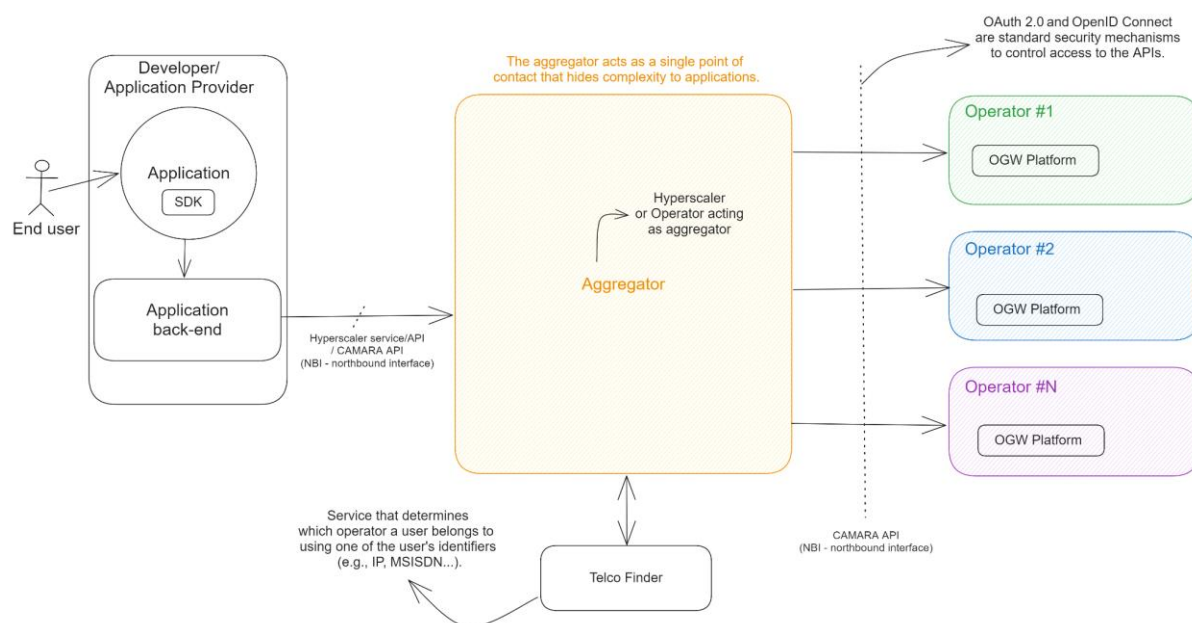 OAuth 2.0 and OpenID Connect
are standard security mechanisms
to control access to the APIs.
The aggregator acts as a single point of
contact that hides complexity to applications.
Developer/
Application Provider
Application
SDK
End user
Application
back-end
Hyperscaler service/API
/ CAMARA API
(NBI - northbound interface)
Hyperscaler
or Operator acting
as aggregator
Aggregator
Operator #1
OGW Platform
Operator #2
OGW Platform
Operator #N
OGW Platform
Service that determines
which operator a user belongs to
using one of the user's identifiers
(e.g., IP, MSISDN...).
Telco Finder
CAMARA API
(NBI - northbound interface)